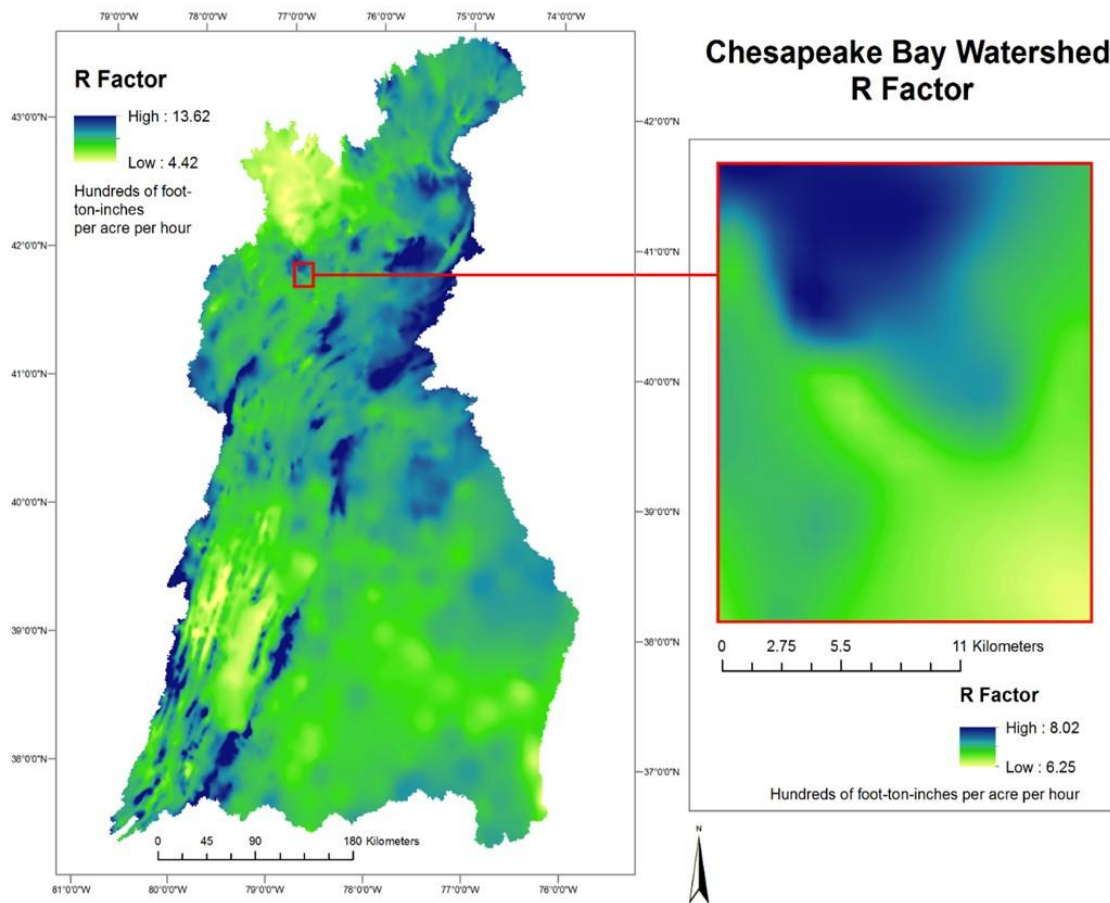 79°0'0"W 78°0'0"W 77°0'0"W 76°0'0"W 75°0'0"W 74°0'0"W
R Factor
High : 13.62
Low : 4.42
Hundreds of foot-
ton-inches
per acre per hour
43°0'0"N
42°0'0"N
41°0'0"N
40°0'0"N
39°0'0"N
38°0'0"N
42°0'0"N
41°0'0"N
40°0'0"N
39°0'0"N
38°0'0"N
37°0'0"N
0 45 90 180 Kilometers
81°0'0"W 80°0'0"W 79°0'0"W 78°0'0"W 77°0'0"W 76°0'0"W
Chesapeake Bay Watershed
R Factor
0 2.75 5.5 11 Kilometers
R Factor
High : 8.02
Low : 6.25
Hundreds of foot-ton-inches per acre per hour
N